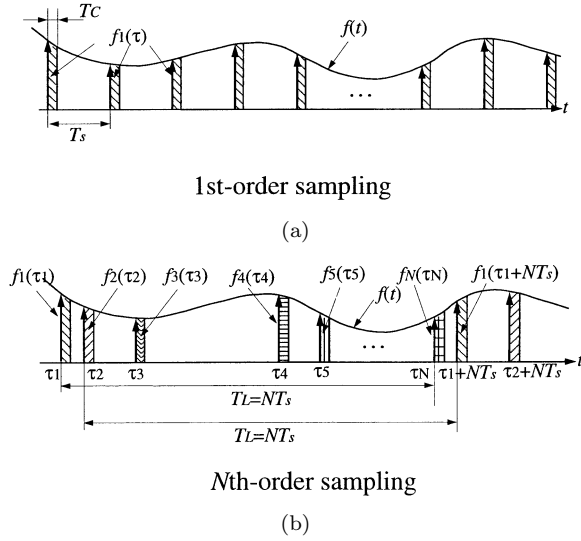 TC
f1(τ)
f(t)
...
t
Ts
1st-order sampling
(a)
f1(τ1) f2(τ2) f3(τ3) f4(τ4) f5(τ5) f(t) fN(τN) f1(τ1+NTs)
...
τ1 τ2 τ3 τ4 τ5 τN τ1+NTs τ2+NTs t
TL=NTs
TL=NTs
Nth-order sampling
(b)